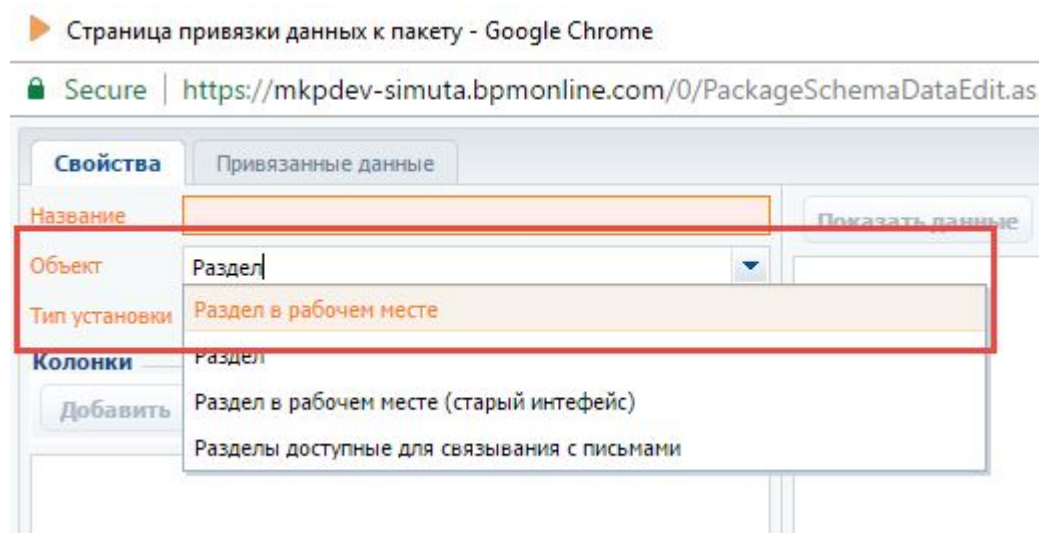 Страница привязки данных к пакету - Google Chrome
Secure | https://mkpdev-simuta.bpmonline.com/0/PackageSchemaDataEdit.as
Свойства Привязанные данные
Название Показать данные
Объект Раздел
Тип установки Раздел в рабочем месте
Колонки Раздел
Добавить Раздел в рабочем месте (старый интефейс)
Разделы доступные для связывания с письмами